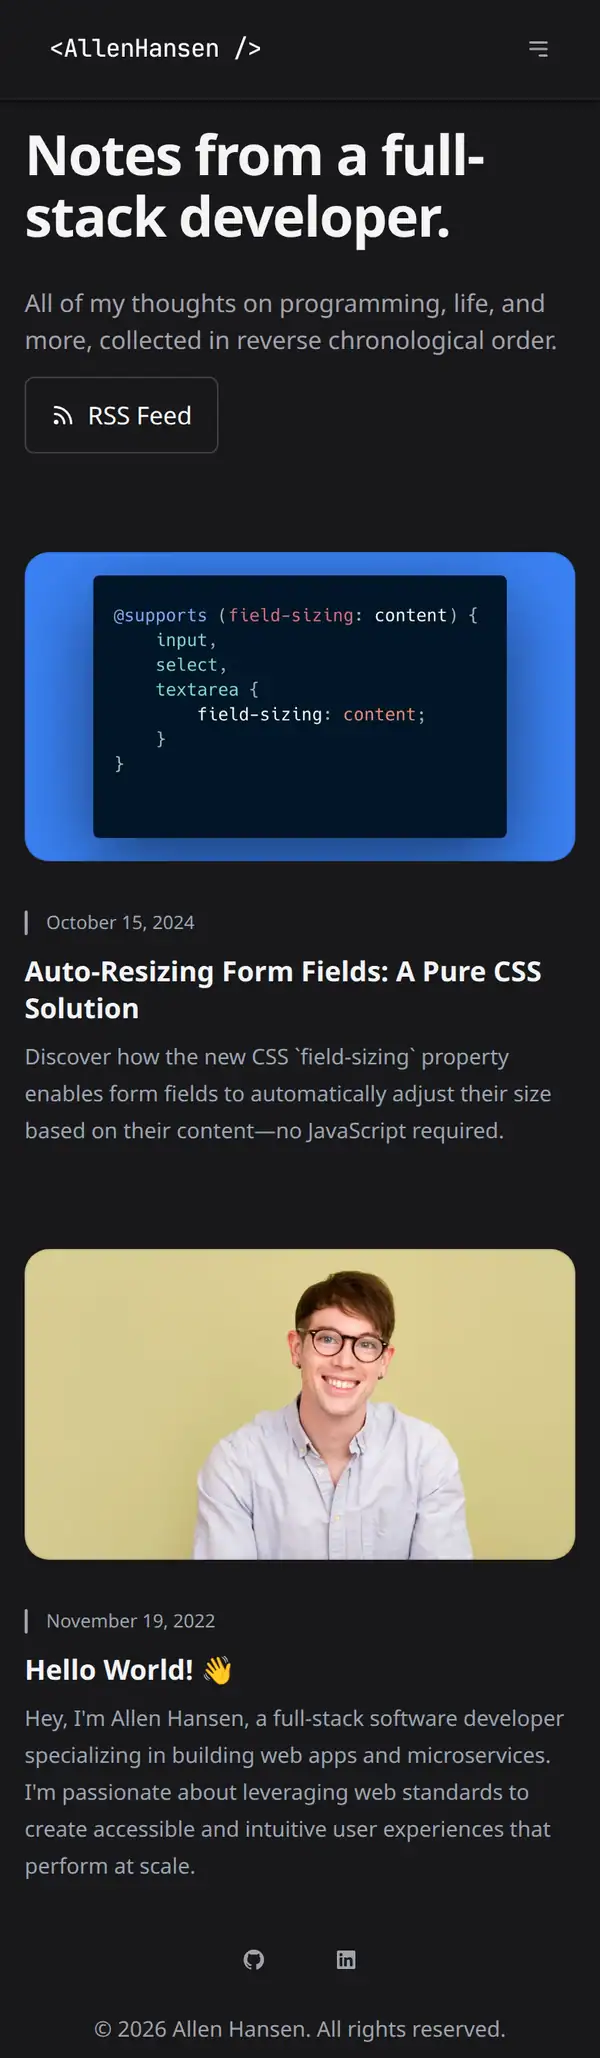 <AllenHansen />
Notes from a full-
stack developer.
All of my thoughts on programming, life, and
more, collected in reverse chronological order.
RSS Feed
@supports (field-sizing: content) {
    input,
    select,
    textarea {
        field-sizing: content;
    }
}
October 15, 2024
Auto-Resizing Form Fields: A Pure CSS
Solution
Discover how the new CSS `field-sizing` property
enables form fields to automatically adjust their size
based on their content—no JavaScript required.
November 19, 2022
Hello World! 👋
Hey, I'm Allen Hansen, a full-stack software developer
specializing in building web apps and microservices.
I'm passionate about leveraging web standards to
create accessible and intuitive user experiences that
perform at scale.
© 2026 Allen Hansen. All rights reserved.